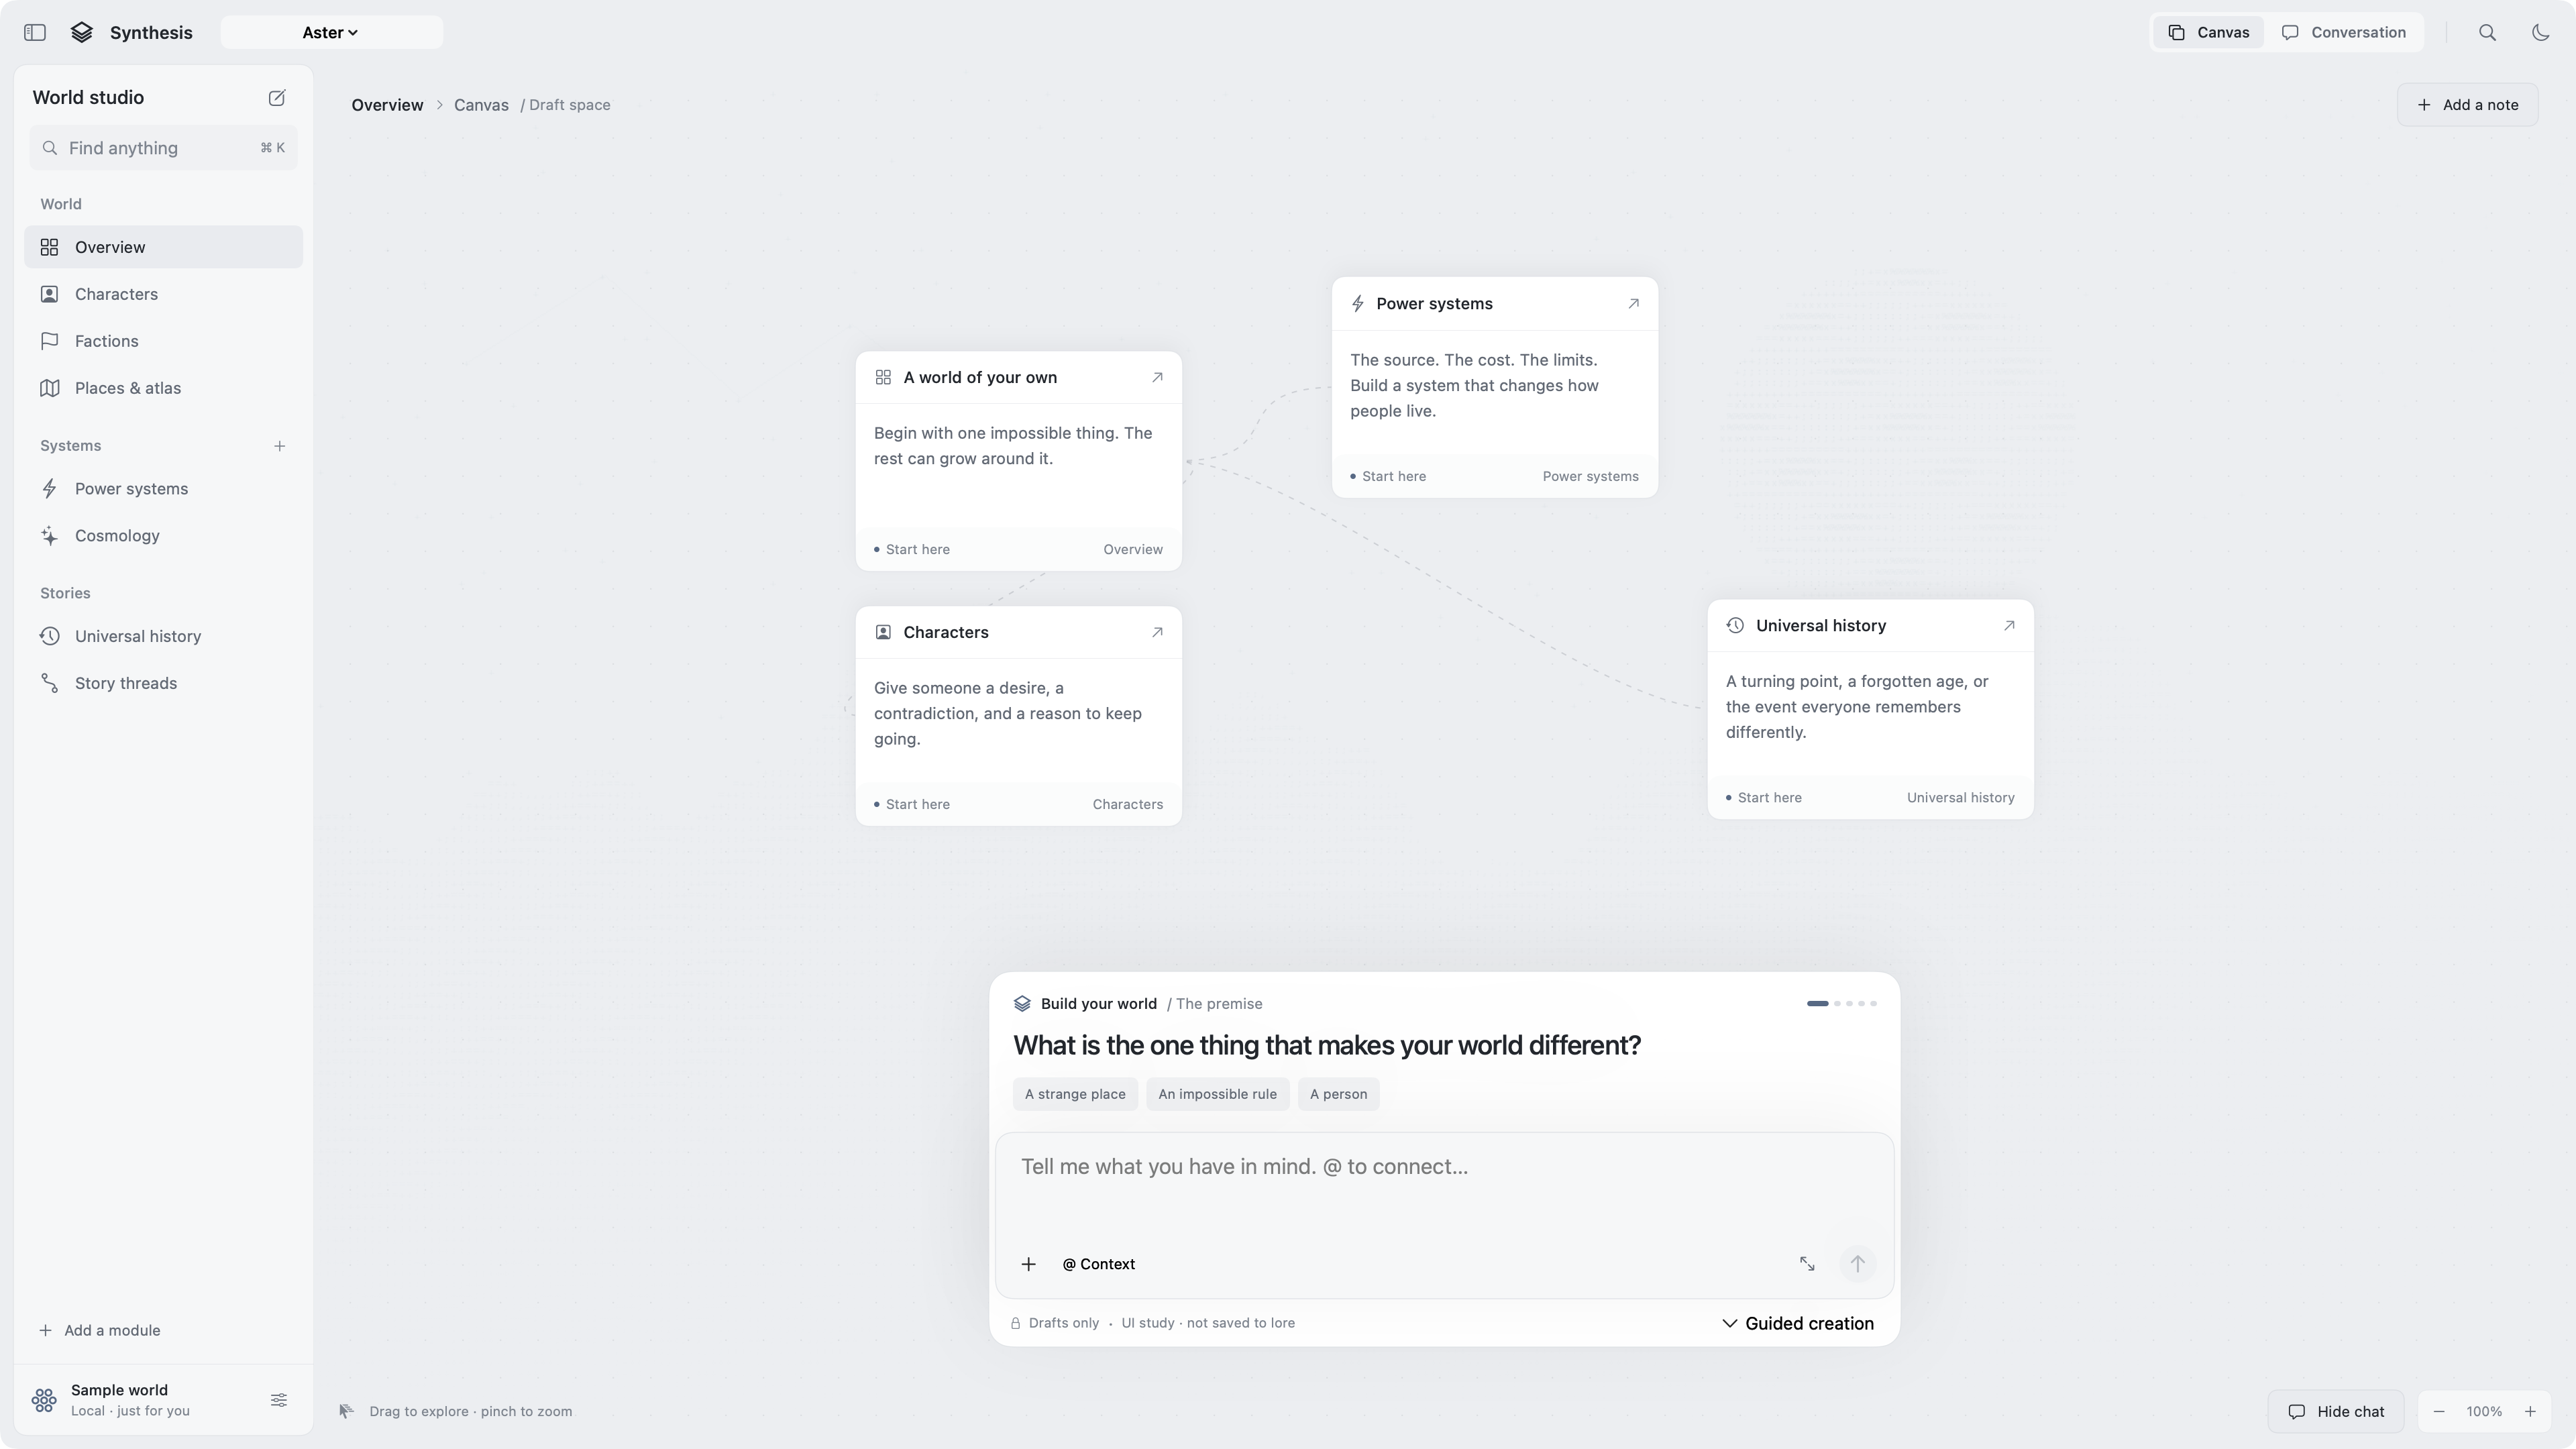 Synthesis
Aster
Canvas
Conversation
World studio
Find anything
⌘ K
World
Overview
Characters
Factions
Places & atlas
Systems
Power systems
Cosmology
Stories
Universal history
Story threads
Add a module
Sample world
Local · just for you
Overview > Canvas / Draft space
Add a note
A world of your own
Begin with one impossible thing. The
rest can grow around it.
Start here
Overview
Power systems
The source. The cost. The limits.
Build a system that changes how
people live.
Start here
Power systems
Characters
Give someone a desire, a
contradiction, and a reason to keep
going.
Start here
Characters
Universal history
A turning point, a forgotten age, or
the event everyone remembers
differently.
Start here
Universal history
Build your world / The premise
What is the one thing that makes your world different?
A strange place
An impossible rule
A person
Tell me what you have in mind. @ to connect...
@ Context
Drafts only · UI study · not saved to lore
Guided creation
Drag to explore · pinch to zoom
Hide chat
100%